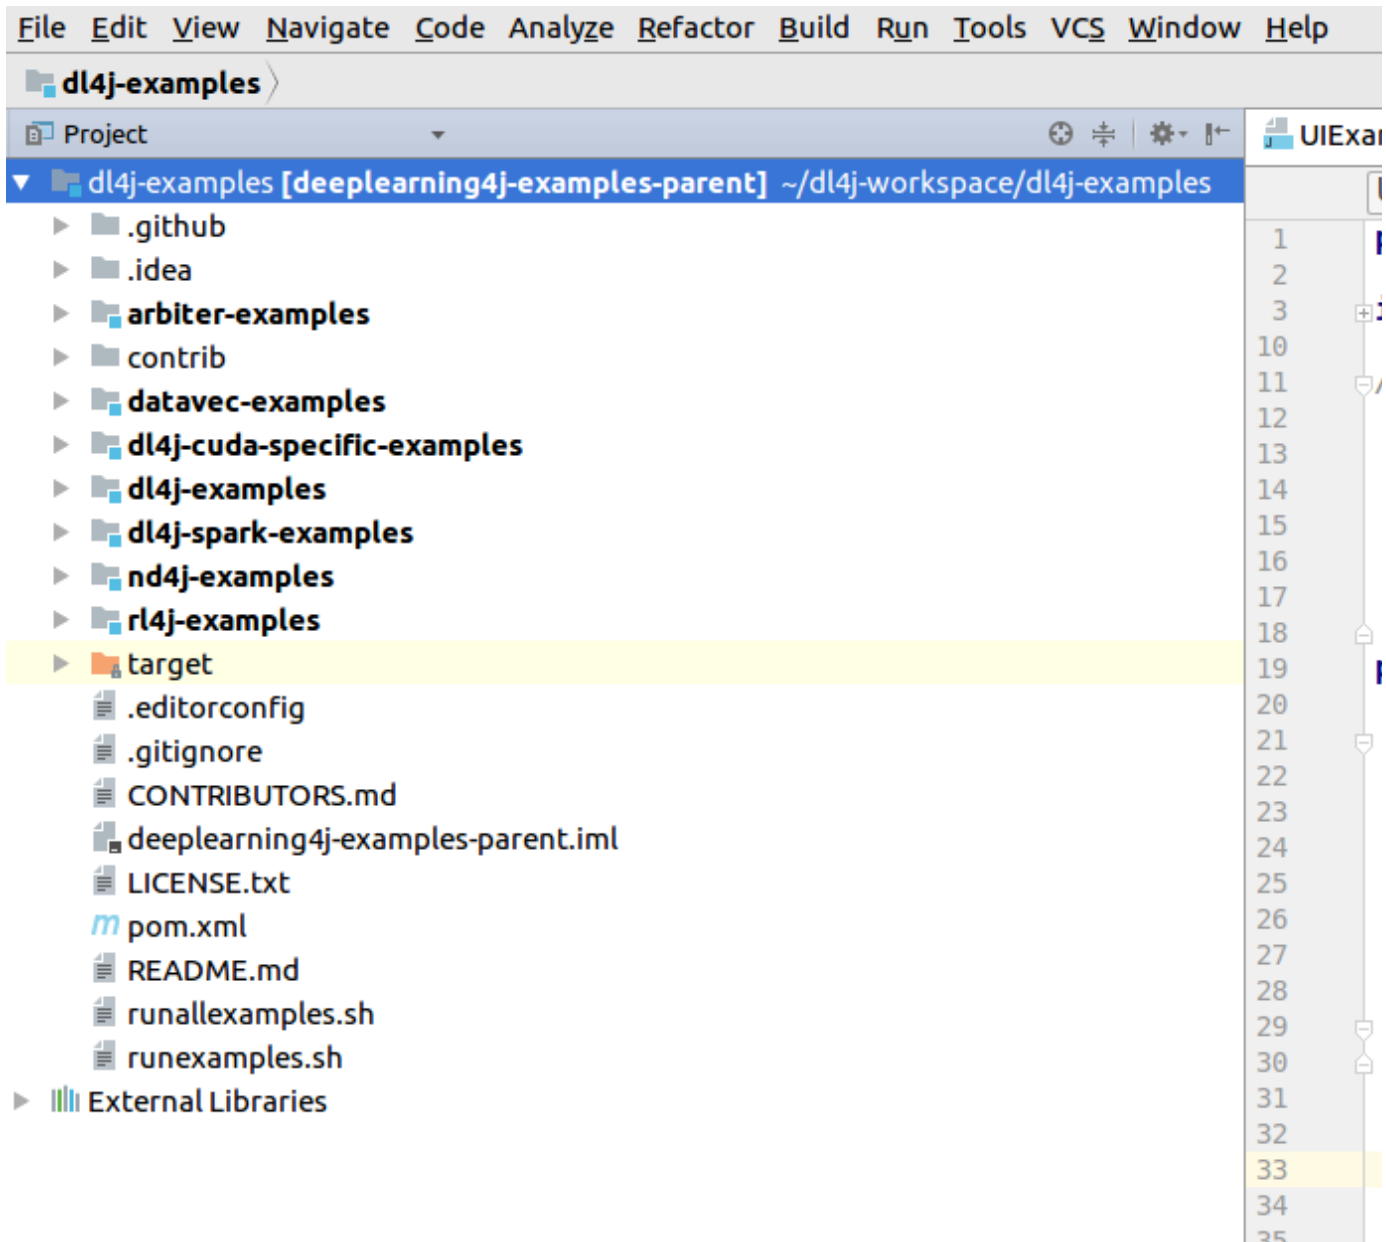 File Edit View Navigate Code Analyze Refactor Build Run Tools VCS Window Help
dl4j-examples
Project
dl4j-examples [deeplearning4j-examples-parent] ~/dl4j-workspace/dl4j-examples
.github
.idea
arbiter-examples
contrib
datavec-examples
dl4j-cuda-specific-examples
dl4j-examples
dl4j-spark-examples
nd4j-examples
rl4j-examples
target
.editorconfig
.gitignore
CONTRIBUTORS.md
deeplearning4j-examples-parent.iml
LICENSE.txt
pom.xml
README.md
runallexamples.sh
runexamples.sh
External Libraries
1
2
3
10
11
12
13
14
15
16
17
18
19
20
21
22
23
24
25
26
27
28
29
30
31
32
33
34
35